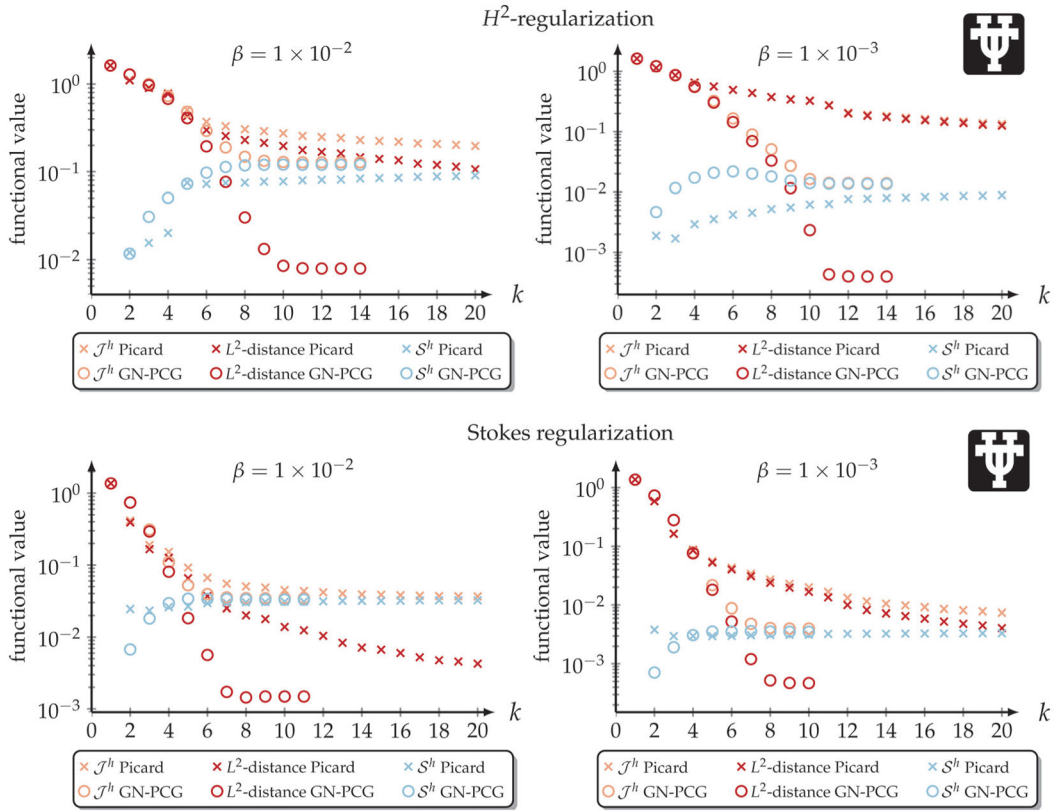 H²-regularization
β = 1 × 10⁻²
functional value
10⁰
10⁻¹
10⁻²
0 2 4 6 8 10 12 14 16 18 20 k
𝒥ʰ Picard L²-distance Picard 𝒮ʰ Picard
𝒥ʰ GN-PCG L²-distance GN-PCG 𝒮ʰ GN-PCG
β = 1 × 10⁻³
functional value
10⁰
10⁻¹
10⁻²
10⁻³
0 2 4 6 8 10 12 14 16 18 20 k
𝒥ʰ Picard L²-distance Picard 𝒮ʰ Picard
𝒥ʰ GN-PCG L²-distance GN-PCG 𝒮ʰ GN-PCG
Stokes regularization
β = 1 × 10⁻²
functional value
10⁰
10⁻¹
10⁻²
10⁻³
0 2 4 6 8 10 12 14 16 18 20 k
𝒥ʰ Picard L²-distance Picard 𝒮ʰ Picard
𝒥ʰ GN-PCG L²-distance GN-PCG 𝒮ʰ GN-PCG
β = 1 × 10⁻³
functional value
10⁰
10⁻¹
10⁻²
10⁻³
0 2 4 6 8 10 12 14 16 18 20 k
𝒥ʰ Picard L²-distance Picard 𝒮ʰ Picard
𝒥ʰ GN-PCG L²-distance GN-PCG 𝒮ʰ GN-PCG